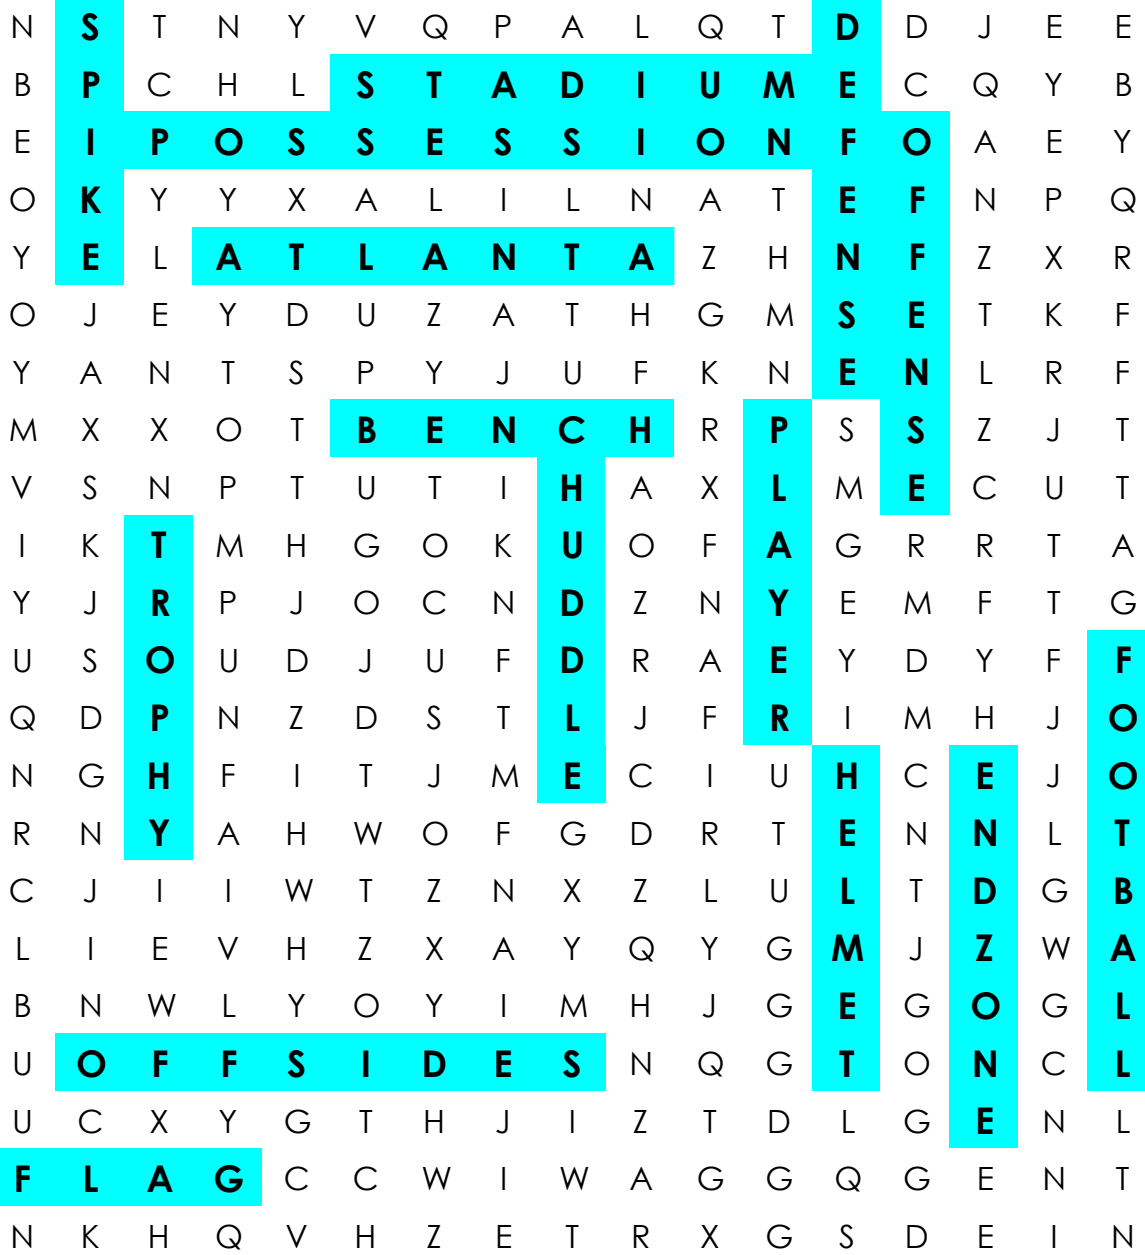 N S T N Y V Q P A L Q T D D J E E
B P C H L S T A D I U M E C Q Y B
E I P O S S E S S I O N F O A E Y
O K Y Y X A L I L N A T E F N P Q
Y E L A T L A N T A Z H N F Z X R
O J E Y D U Z A T H G M S E T K F
Y A N T S P Y J U F K N E N L R F
M X X O T B E N C H R P S S Z J T
V S N P T U T I H A X L M E C U T
I K T M H G O K U O F A G R R T A
Y J R P J O C N D Z N Y E M F T G
U S O U D J U F D R A E Y D Y F F
Q D P N Z D S T L J F R I M H J O
N G H F I T J M E C I U H C E J O
R N Y A H W O F G D R T E N N L T
C J I I W T Z N X Z L U L T D G B
L I E V H Z X A Y Q Y G M J Z W A
B N W L Y O Y I M H J G E G O G L
U O F F S I D E S N Q G T O N C L
U C X Y G T H J I Z T D L G E N L
F L A G C C W I W A G G Q G E N T
N K H Q V H Z E T R X G S D E I N